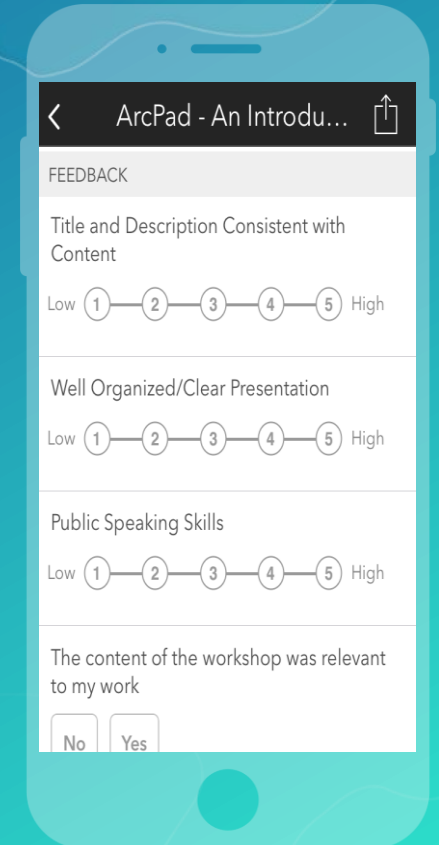 ArcPad - An Introdu...
FEEDBACK
Title and Description Consistent with
Content
Low 1 2 3 4 5 High
Well Organized/Clear Presentation
Low 1 2 3 4 5 High
Public Speaking Skills
Low 1 2 3 4 5 High
The content of the workshop was relevant
to my work
No Yes